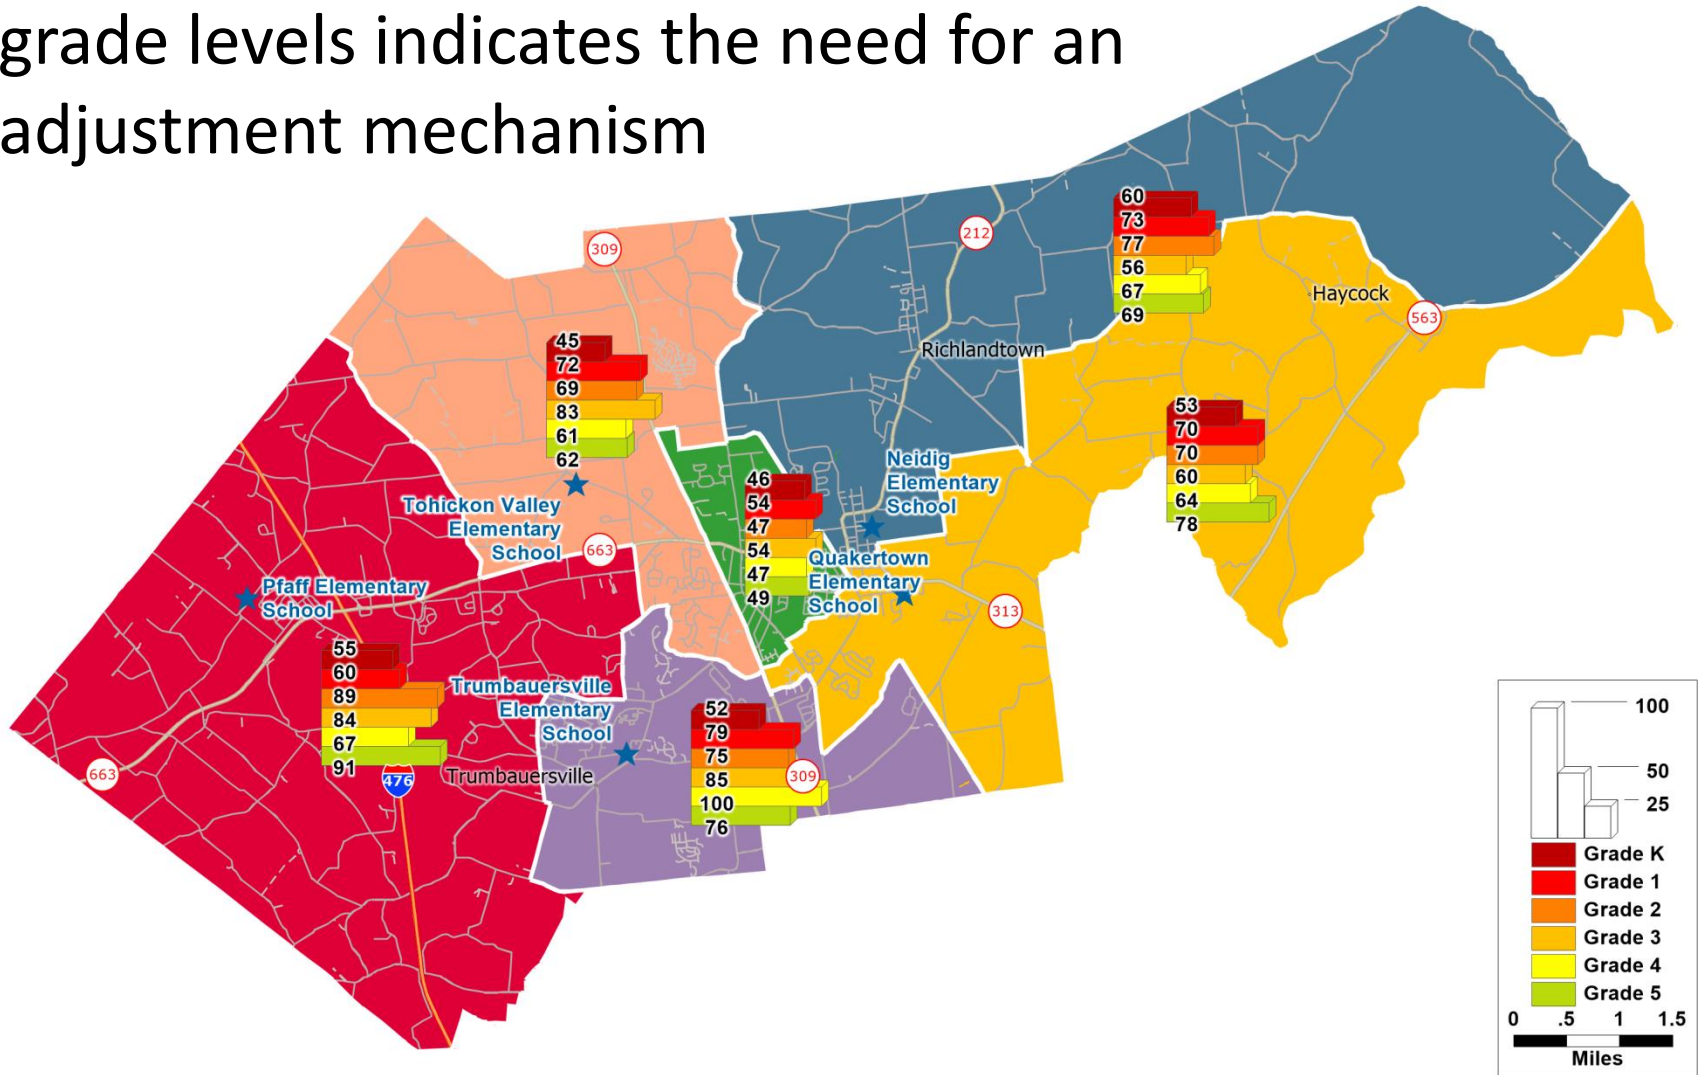 grade levels indicates the need for an
adjustment mechanism
309
212
60
73
77
56
67
69
Haycock
563
Richlandtown
45
72
69
83
61
62
53
70
70
60
64
78
Neidig
Elementary
School
46
54
47
54
47
49
Tohickon Valley
Elementary
School
663
Quakertown
Elementary
School
313
Pfaff Elementary
School
55
60
89
84
67
91
Trumbauersville
Elementary
School
52
79
75
85
100
76
309
663
476
Trumbauersville
100
50
25
Grade K
Grade 1
Grade 2
Grade 3
Grade 4
Grade 5
0 .5 1 1.5
Miles